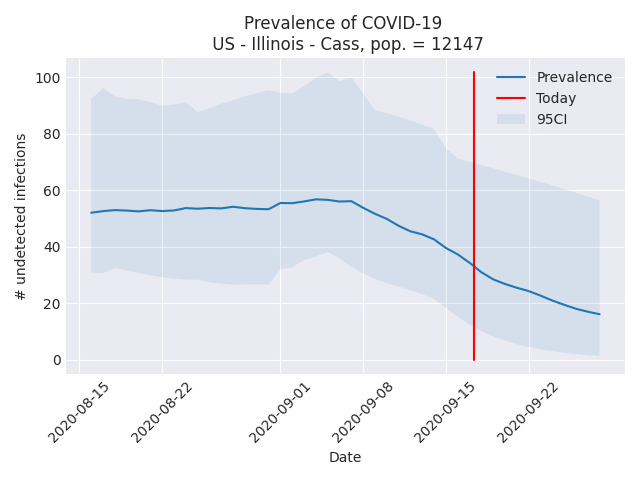 Prevalence of COVID-19
US - Illinois - Cass, pop. = 12147
Prevalence
Today
95CI
# undetected infections
100
80
60
40
20
0
2020-08-15
2020-08-22
2020-09-01
2020-09-08
2020-09-15
2020-09-22
Date